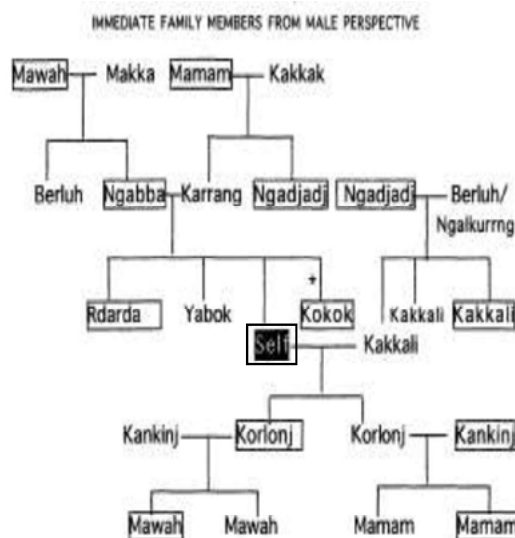 IMMEDIATE FAMILY MEMBERS FROM MALE PERSPECTIVE
Mawah Makka Mamam Kakkak
Berluh Ngabba Karrang Ngadjadj Ngadjadj Berluh/
Ngalkurrng
+
Rdarda Yabok Kokok Kakkali Kakkali
Self Kakkali
Kankinj Korlonj Korlonj Kankinj
Mawah Mawah Mamam Mamam